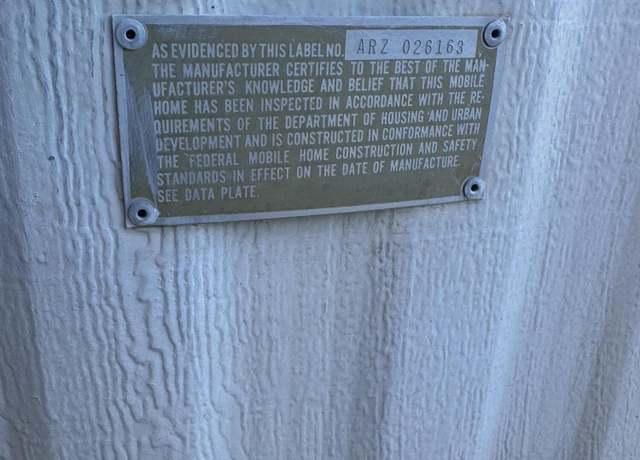 AS EVIDENCED BY THIS LABEL NO. ARZ 026163
THE MANUFACTURER CERTIFIES TO THE BEST OF THE MAN-
UFACTURER'S KNOWLEDGE AND BELIEF THAT THIS MOBILE
HOME HAS BEEN INSPECTED IN ACCORDANCE WITH THE RE-
QUIREMENTS OF THE DEPARTMENT OF HOUSING AND URBAN
DEVELOPMENT AND IS CONSTRUCTED IN CONFORMANCE WITH
THE FEDERAL MOBILE HOME CONSTRUCTION AND SAFETY
STANDARDS IN EFFECT ON THE DATE OF MANUFACTURE.
SEE DATA PLATE.